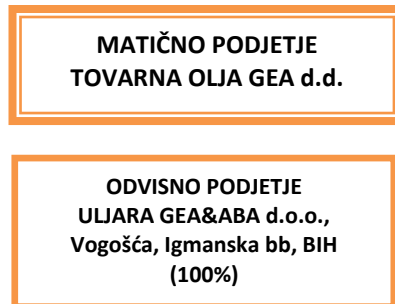 MATIČNO PODJETJE
TOVARNA OLJA GEA d.d.
ODVISNO PODJETJE
ULJARA GEA&ABA d.o.o.,
Vogošća, Igmanska bb, BIH
(100%)